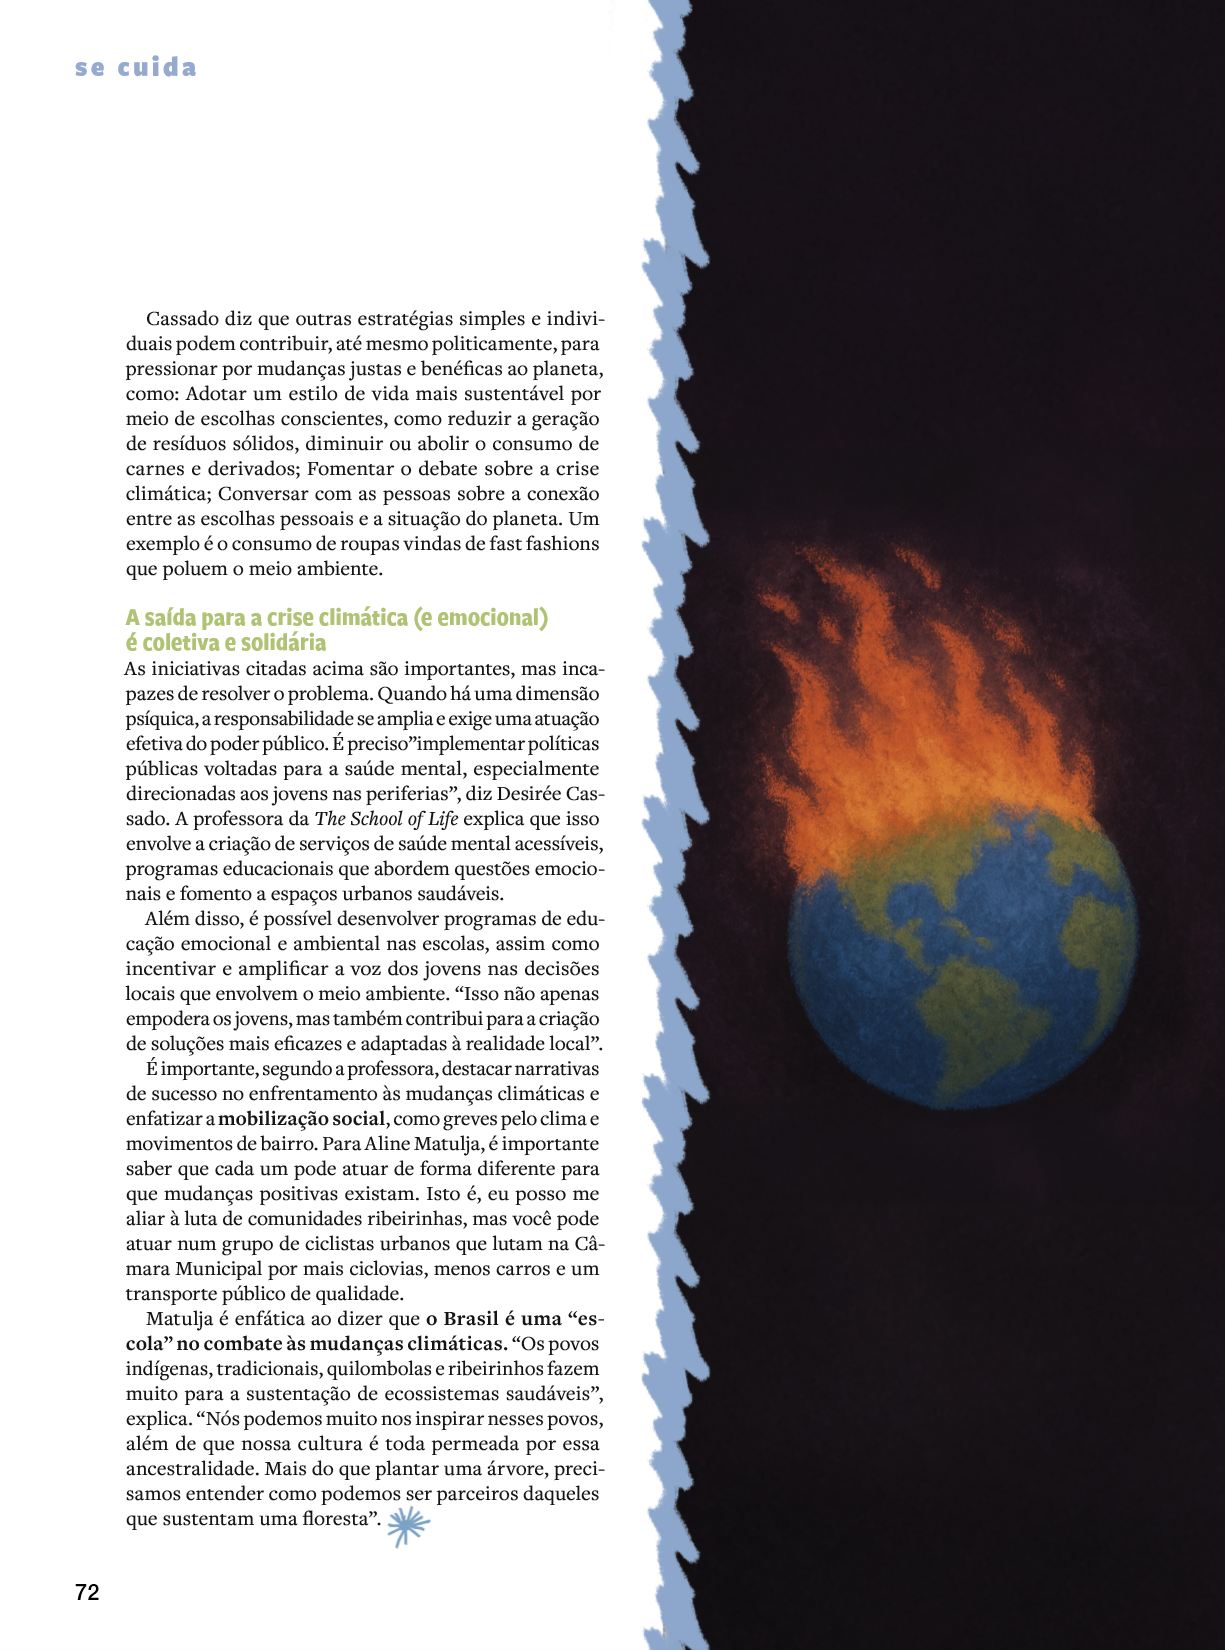 se cuida
Cassado diz que outras estratégias simples e indivi-
duais podem contribuir, até mesmo politicamente, para
pressionar por mudanças justas e benéficas ao planeta,
como: Adotar um estilo de vida mais sustentável por
meio de escolhas conscientes, como reduzir a geração
de resíduos sólidos, diminuir ou abolir o consumo de
carnes e derivados; Fomentar o debate sobre a crise
climática; Conversar com as pessoas sobre a conexão
entre as escolhas pessoais e a situação do planeta. Um
exemplo é o consumo de roupas vindas de fast fashions
que poluem o meio ambiente.
A saída para a crise climática (e emocional)
é coletiva e solidária
As iniciativas citadas acima são importantes, mas inca-
pazes de resolver o problema. Quando há uma dimensão
psíquica, a responsabilidade se amplia e exige uma atuação
efetiva do poder público. É preciso”implementar políticas
públicas voltadas para a saúde mental, especialmente
direcionadas aos jovens nas periferias”, diz Desirée Cas-
sado. A professora da The School of Life explica que isso
envolve a criação de serviços de saúde mental acessíveis,
programas educacionais que abordem questões emocio-
nais e fomento a espaços urbanos saudáveis.
Além disso, é possível desenvolver programas de edu-
cação emocional e ambiental nas escolas, assim como
incentivar e amplificar a voz dos jovens nas decisões
locais que envolvem o meio ambiente. “Isso não apenas
empodera os jovens, mas também contribui para a criação
de soluções mais eficazes e adaptadas à realidade local”.
É importante, segundo a professora, destacar narrativas
de sucesso no enfrentamento às mudanças climáticas e
enfatizar a mobilização social, como greves pelo clima e
movimentos de bairro. Para Aline Matulja, é importante
saber que cada um pode atuar de forma diferente para
que mudanças positivas existam. Isto é, eu posso me
aliar à luta de comunidades ribeirinhas, mas você pode
atuar num grupo de ciclistas urbanos que lutam na Câ-
mara Municipal por mais ciclovias, menos carros e um
transporte público de qualidade.
Matulja é enfática ao dizer que o Brasil é uma “es-
cola” no combate às mudanças climáticas. “Os povos
indígenas, tradicionais, quilombolas e ribeirinhos fazem
muito para a sustentação de ecossistemas saudáveis”,
explica. “Nós podemos muito nos inspirar nesses povos,
além de que nossa cultura é toda permeada por essa
ancestralidade. Mais do que plantar uma árvore, preci-
samos entender como podemos ser parceiros daqueles
que sustentam uma floresta”.
72